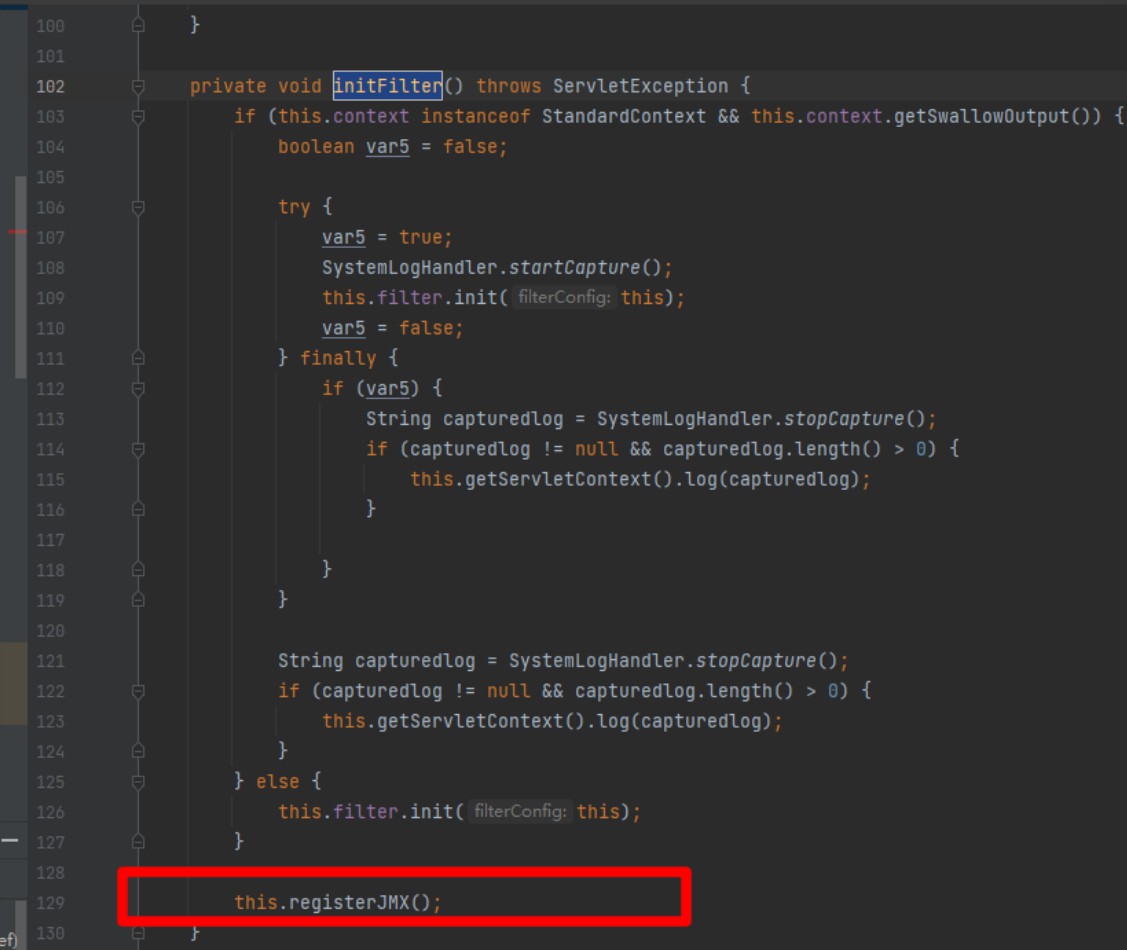 100 }
101
102 private void initFilter() throws ServletException {
103 if (this.context instanceof StandardContext && this.context.getSwallowOutput()) {
104 boolean var5 = false;
105
106 try {
107 var5 = true;
108 SystemLogHandler.startCapture();
109 this.filter.init( filterConfig: this);
110 var5 = false;
111 } finally {
112 if (var5) {
113 String capturedlog = SystemLogHandler.stopCapture();
114 if (capturedlog != null && capturedlog.length() > 0) {
115 this.getServletContext().log(capturedlog);
116 }
117
118 }
119 }
120
121 String capturedlog = SystemLogHandler.stopCapture();
122 if (capturedlog != null && capturedlog.length() > 0) {
123 this.getServletContext().log(capturedlog);
124 }
125 } else {
126 this.filter.init( filterConfig: this);
127 }
128
129 this.registerJMX();
ef) 130 }